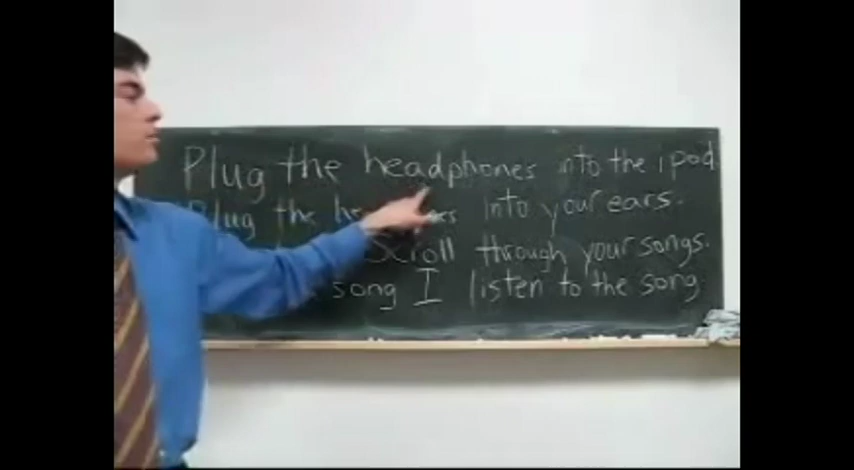 Plug the headphones into the ipod
Plug the into your ears.
Scroll through your songs.
song I listen to the song